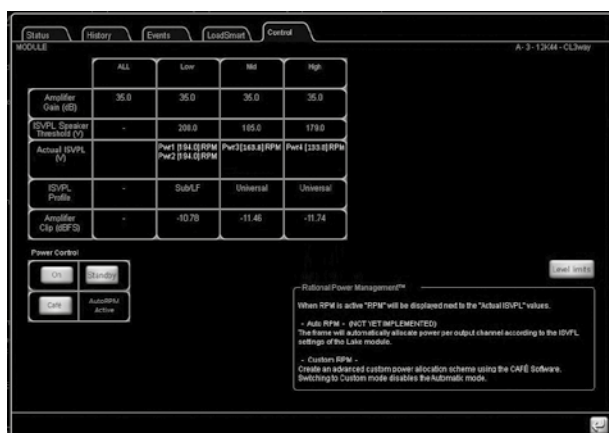 Status History Events LoadSmart Control
MODULE A- 3 - 12K44 - CL3way
ALL Low Mid High
Amplifier Gain (dB) 35.0 35.0 35.0 35.0
ISVPL Speaker Threshold (V) - 208.0 185.0 179.0
Actual ISVPL (V) Pwr1 [194.0] RPM Pwr3 [163.8] RPM Pwr4 [133.8] RPM
Pwr2 [194.0] RPM
ISVPL Profile - Sub/LF Universal Universal
Amplifier Clip (dBFS) - -10.78 -11.46 -11.74
Power Control
On Standby
Café AutoRPM Active
Level limits
Rational Power Management™
When RPM is active "RPM" will be displayed next to the "Actual ISVPL" values.
- Auto RPM - (NOT YET IMPLEMENTED)
The frame will automatically allocate power per output channel according to the ISVPL
settings of the Lake module.
- Custom RPM -
Create an advanced custom power allocation scheme using the CAFÉ Software.
Switching to Custom mode disables the Automatic mode.